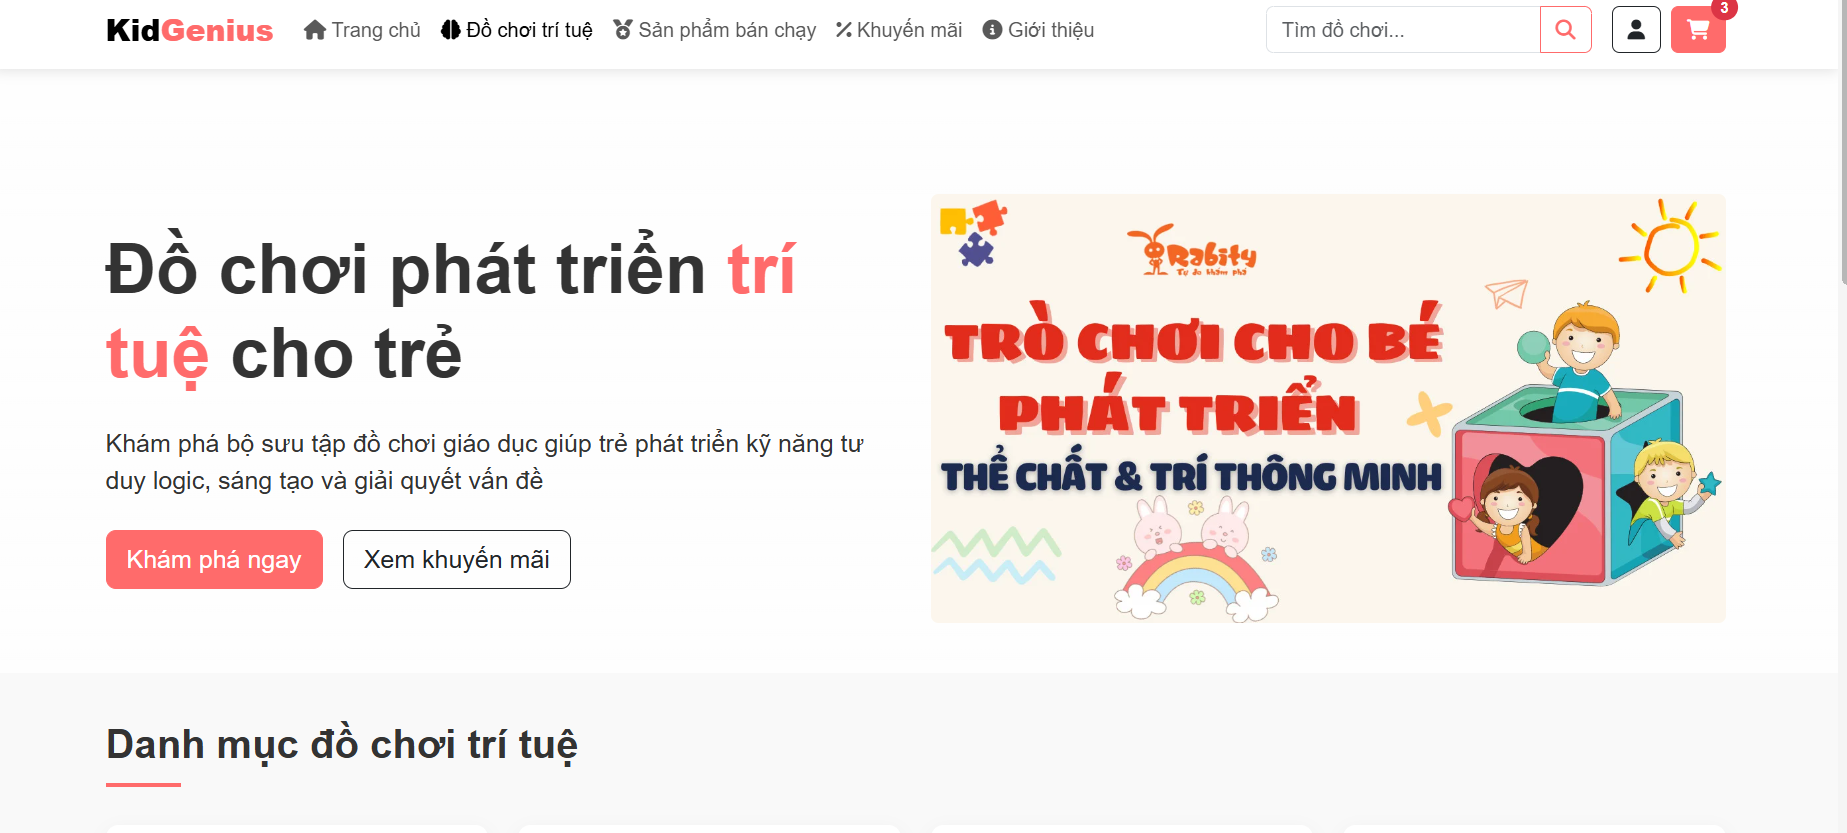 KidGenius
Trang chủ
Đồ chơi trí tuệ
Sản phẩm bán chạy
Khuyến mãi
Giới thiệu
Tìm đồ chơi...
3
Đồ chơi phát triển trí
tuệ cho trẻ
Khám phá bộ sưu tập đồ chơi giáo dục giúp trẻ phát triển kỹ năng tư
duy logic, sáng tạo và giải quyết vấn đề
Khám phá ngay
Xem khuyến mãi
Rabity
Tự do khám phá
TRÒ CHƠI CHO BÉ
PHÁT TRIỂN
THỂ CHẤT & TRÍ THÔNG MINH
Danh mục đồ chơi trí tuệ